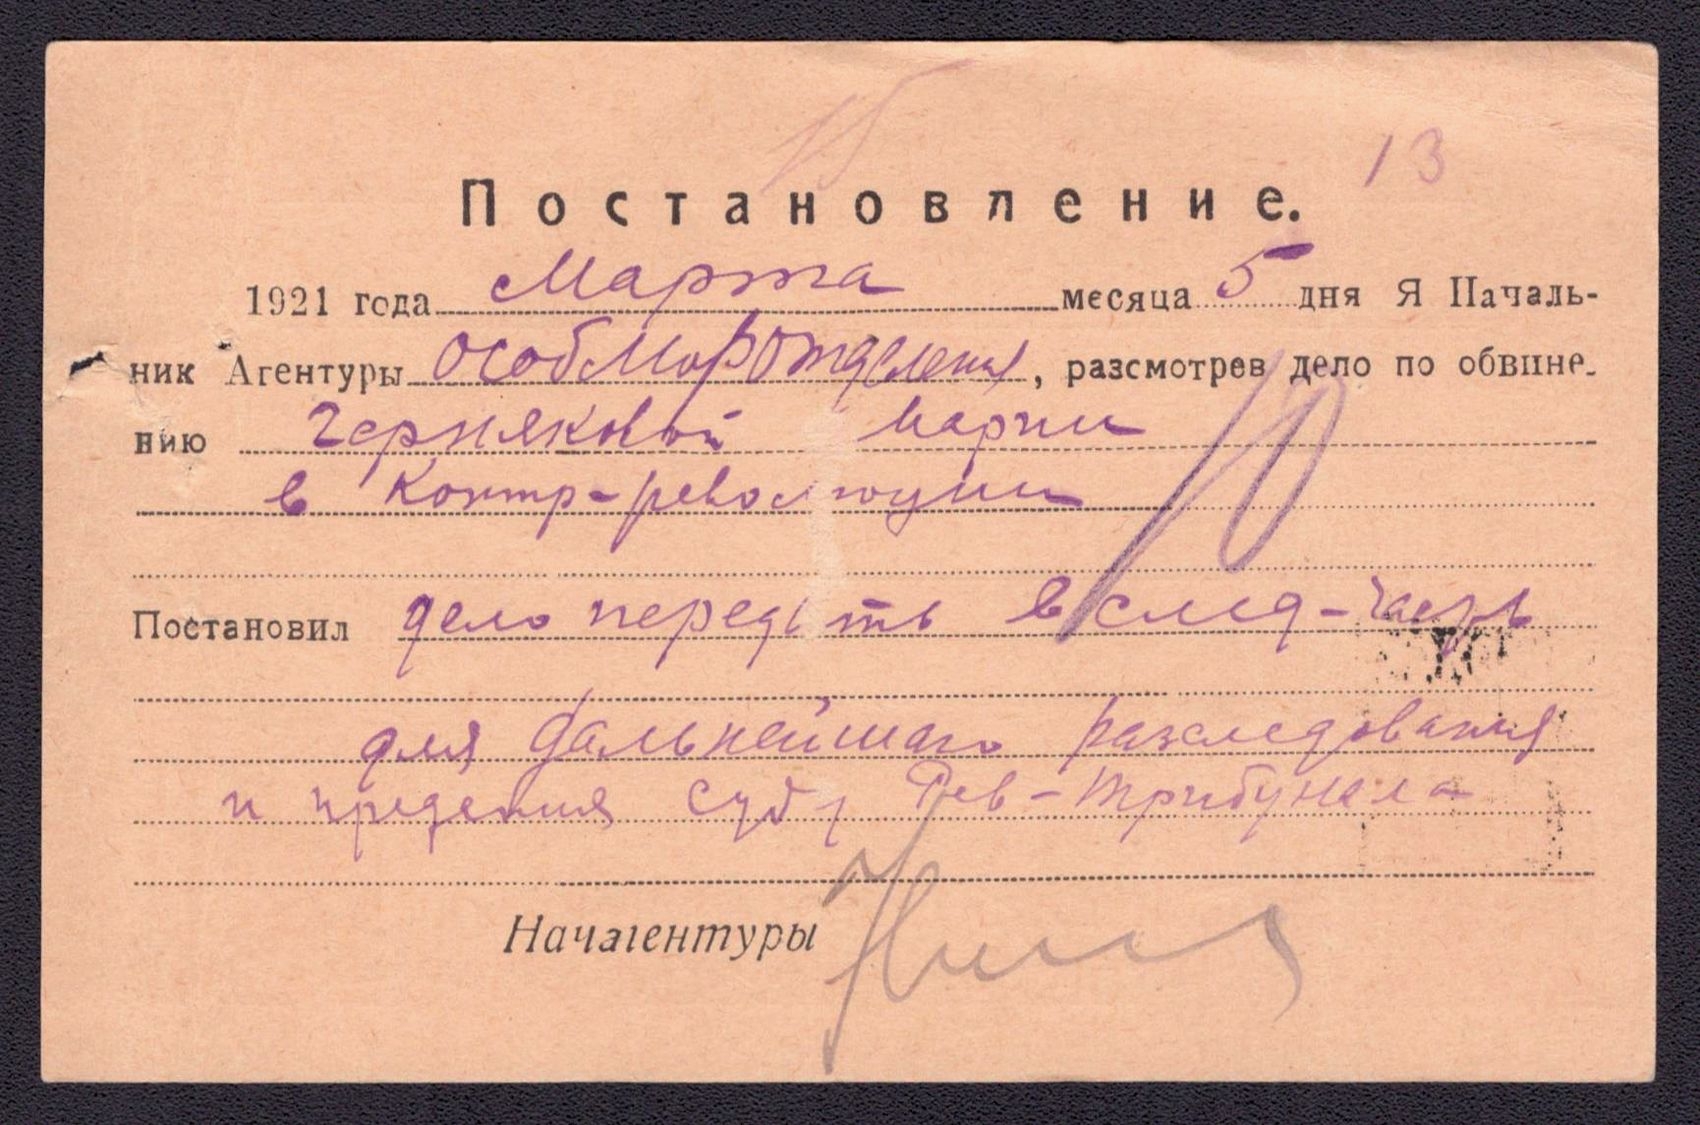 13
Постановление.
1921 года Марта месяца 5 дня Я Началь-
ник Агентуры особморотделения, разсмотрев дело по обвине-
нию Черняковой Марии
в контр-революции
Постановил дело передать в след-часть
для дальнейшаго разследования
и предания суду Рев-Трибунала
Начагентуры